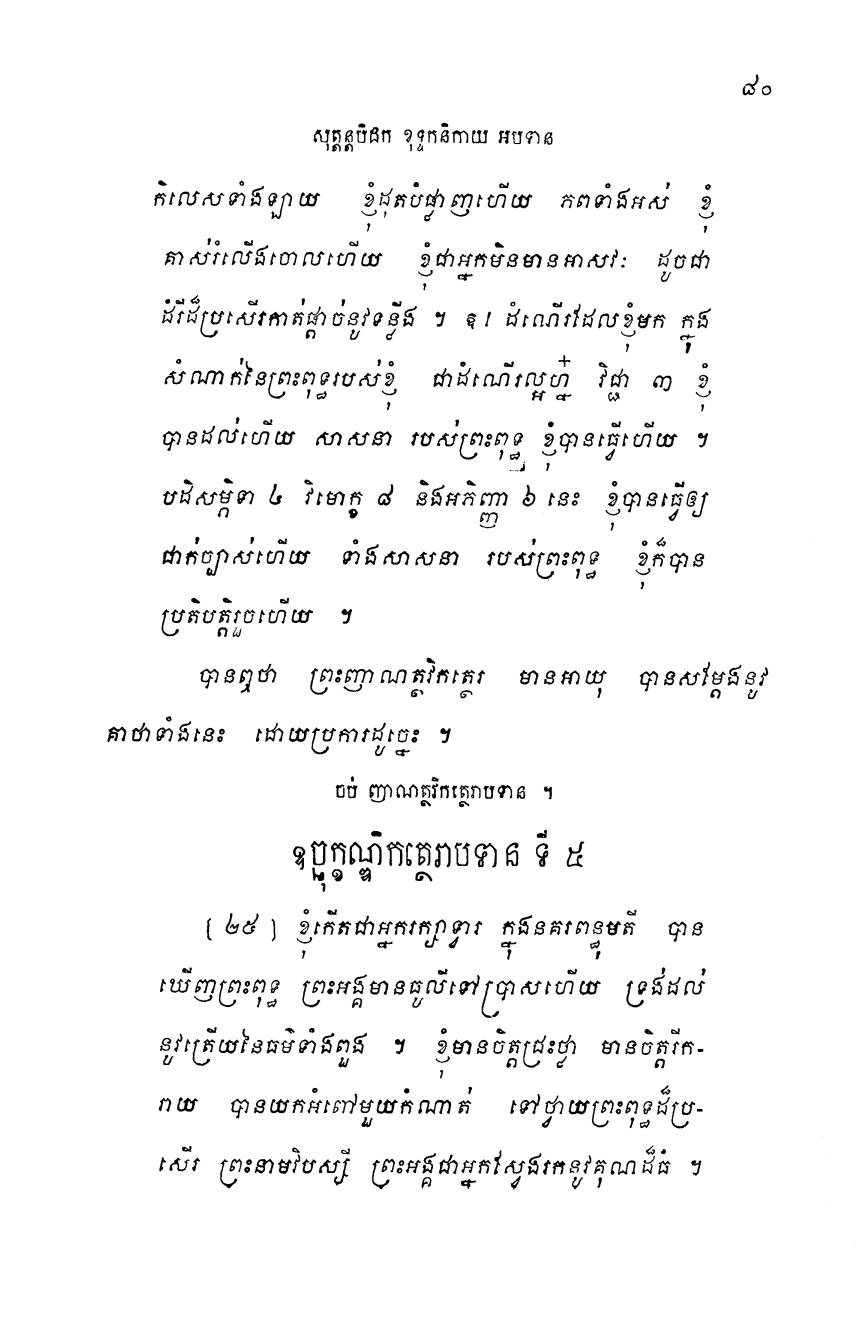 ៨០
សុត្តន្តបិដក ខុទ្ទកនិកាយ អបទាន
កិលេសទាំងឡាយ ខ្ញុំដុតបំផ្លាញហើយ ភពទាំងអស់ ខ្ញុំ
គាស់រំលើងចោលហើយ ខ្ញុំជាអ្នកមិនមានអាសវៈ ដូចជា
ដំរីដ៏ប្រសើរកាត់ផ្តាច់នូវទន្លីង ។ ឱ! ដំណើរដែលខ្ញុំមក ក្នុង
សំណាក់នៃព្រះពុទ្ធរបស់ខ្ញុំ ជាដំណើរល្អហ្ន៎ វិជ្ជា ៣ ខ្ញុំ
បានដល់ហើយ សាសនា របស់ព្រះពុទ្ធ ខ្ញុំបានធ្វើហើយ ។
បដិសម្ភិទា ៤ វិមោក្ខ ៨ និងអភិញ្ញា ៦ នេះ ខ្ញុំបានធ្វើឲ្យ
ជាក់ច្បាស់ហើយ ទាំងសាសនា របស់ព្រះពុទ្ធ ខ្ញុំក៏បាន
ប្រតិបត្តិរួចហើយ ។
បានឮថា ព្រះញាណត្ថវិកត្ថេរ មានអាយុ បានសម្តែងនូវ
គាថាទាំងនេះ ដោយប្រការដូច្នេះ ។
ចប់ ញាណត្ថវិកត្ថេរាបទាន ។
ឧច្ឆុខណ្ឌិកត្ថេរាបទាន ទី ៥
[ ២៥ ] ខ្ញុំកើតជាអ្នករក្សាទ្វារ ក្នុងនគរពន្ធុមតី បាន
ឃើញព្រះពុទ្ធ ព្រះអង្គមានធូលីទៅប្រាសហើយ ទ្រង់ដល់
នូវត្រើយនៃធម៌ទាំងពួង ។ ខ្ញុំមានចិត្តជ្រះថ្លា មានចិត្តរីក-
រាយ បានយកអំពៅមួយកំណាត់ ទៅថ្វាយព្រះពុទ្ធដ៏ប្រ-
សើរ ព្រះនាមវិបស្សី ព្រះអង្គជាអ្នកស្វែងរកនូវគុណដ៏ធំ ។